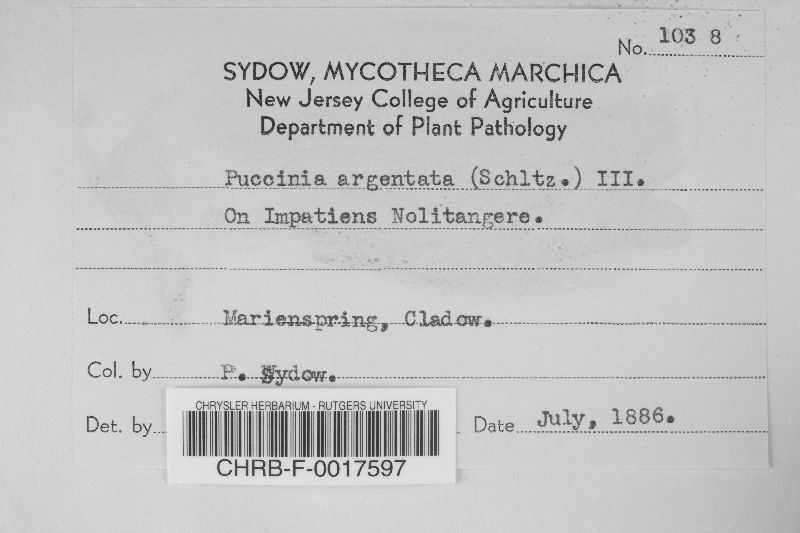 No. 103 8
SYDOW, MYCOTHECA MARCHICA
New Jersey College of Agriculture
Department of Plant Pathology
Puccinia argentata (Schltz.) III.
On Impatiens Nolitangere.
Loc. Marienspring, Cladow.
Col. by P. Sydow.
Det. by
Date July, 1886.
CHRYSLER HERBARIUM - RUTGERS UNIVERSITY
CHRB-F-0017597